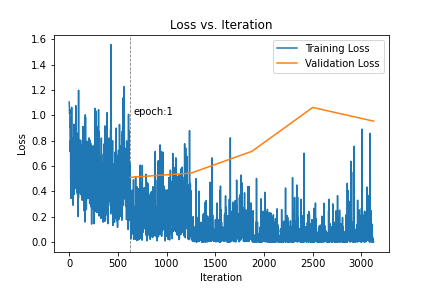 Loss vs. Iteration
1.6
1.4
1.2
1.0
0.8
0.6
0.4
0.2
0.0
Loss
Training Loss
Validation Loss
epoch:1
0 500 1000 1500 2000 2500 3000
Iteration